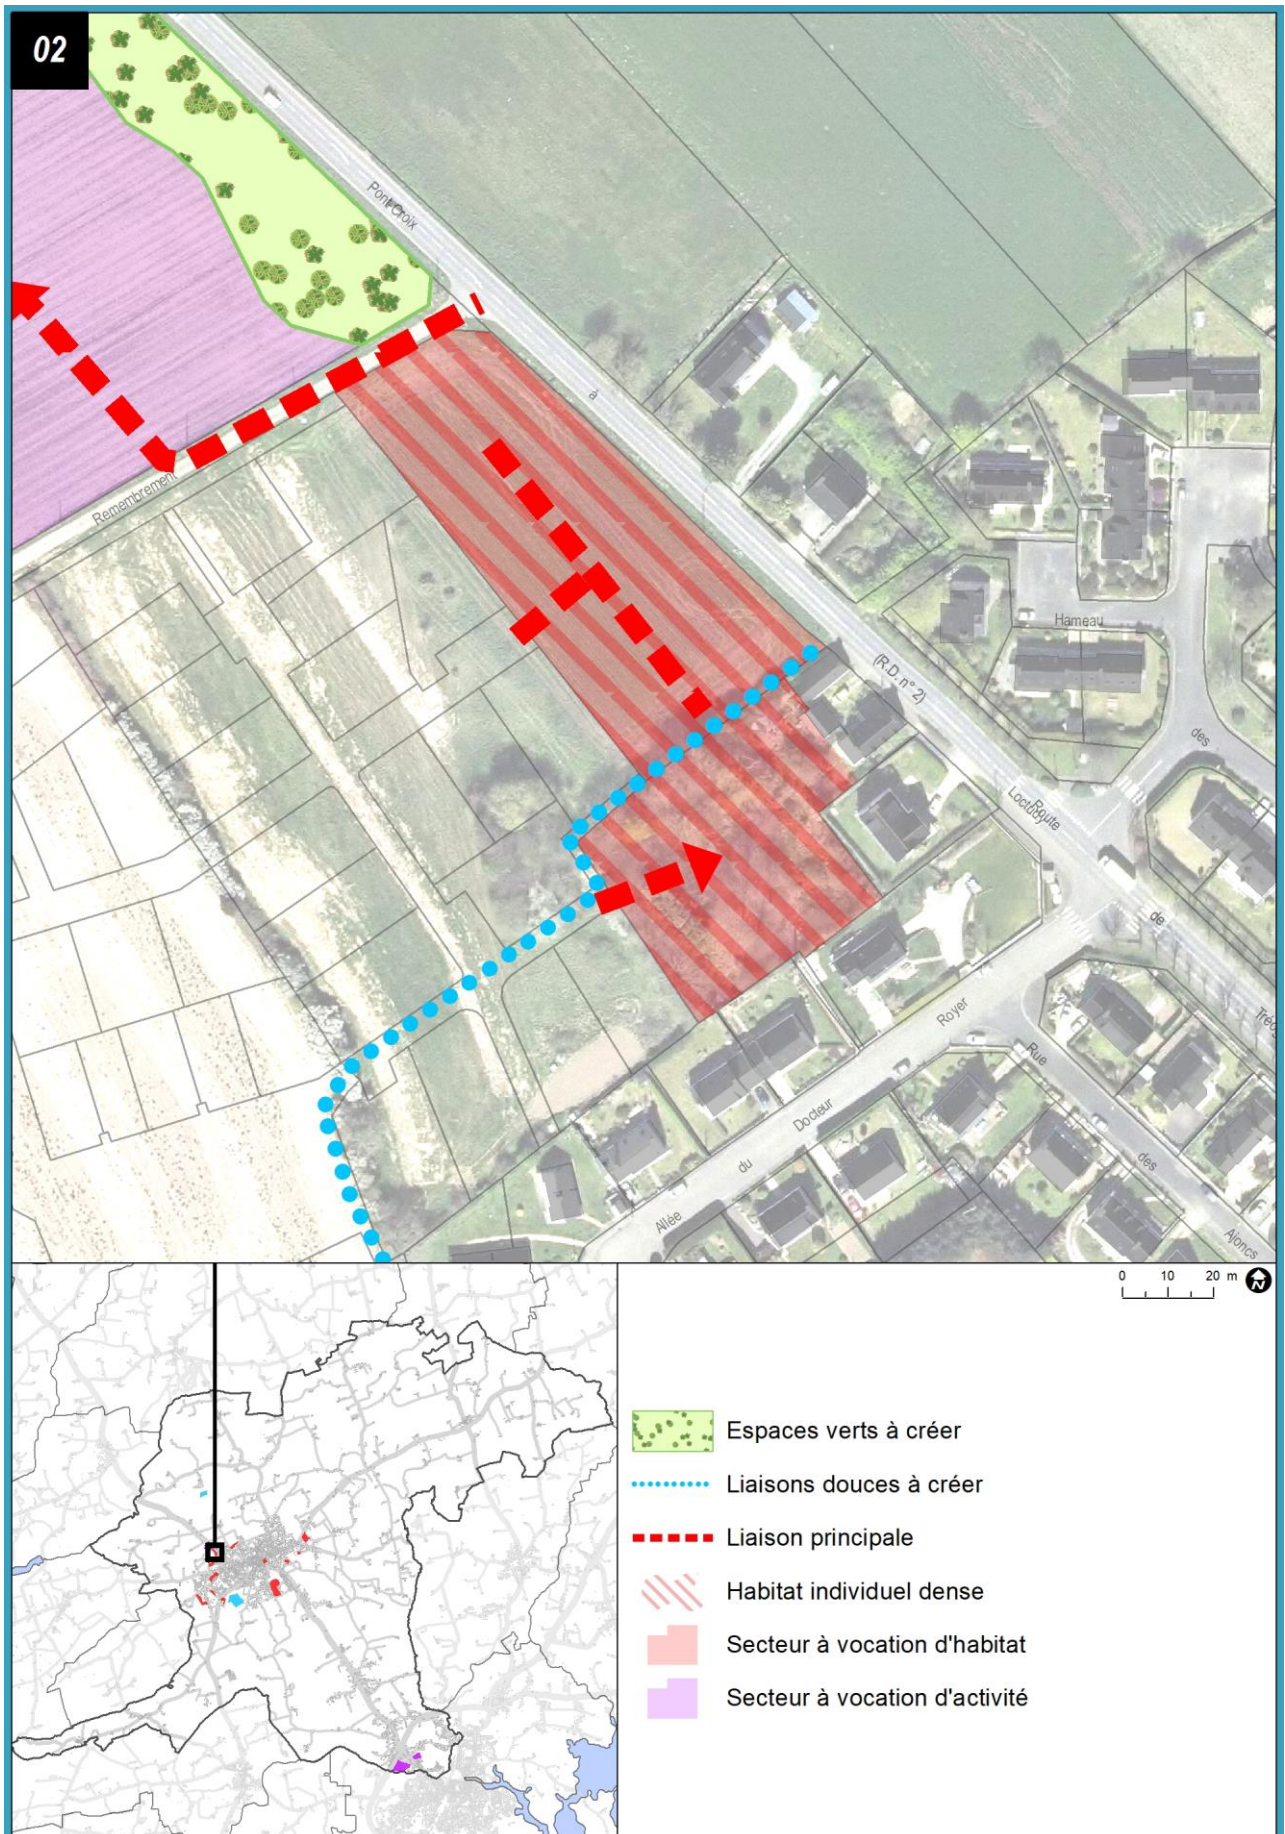 02
Pont Croix
à
Remembrement
(R.D. n° 2)
Hameau
des
Loctudy
Route
de
Royer
Docteur
du
Allée
Rue
des
Ajoncs
0 10 20 m
N
Espaces verts à créer
Liaisons douces à créer
Liaison principale
Habitat individuel dense
Secteur à vocation d'habitat
Secteur à vocation d'activité